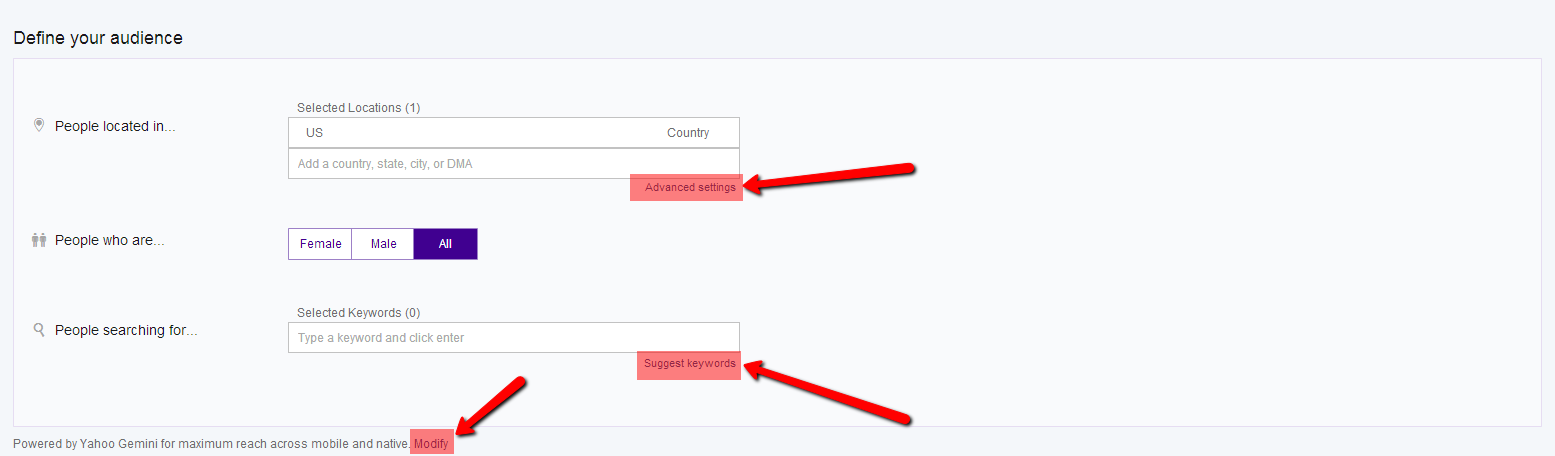 Define your audience
Selected Locations (1)
People located in...
US Country
Add a country, state, city, or DMA
Advanced settings
People who are...
Female Male All
Selected Keywords (0)
People searching for...
Type a keyword and click enter
Suggest keywords
Powered by Yahoo Gemini for maximum reach across mobile and native. Modify